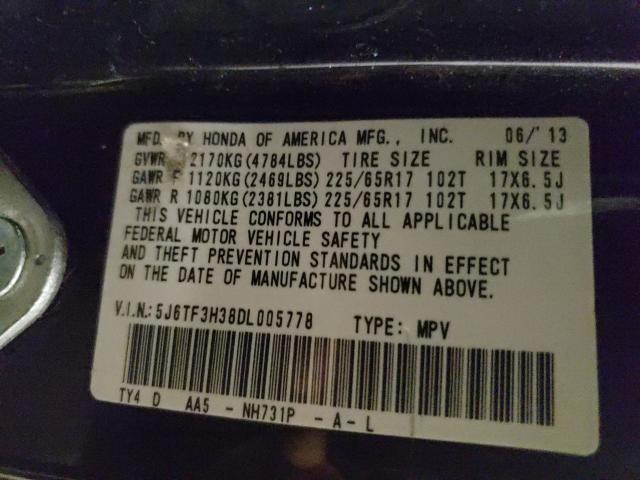 MFD. BY HONDA OF AMERICA MFG., INC. 06/'13
GVWR 2170KG(4784LBS) TIRE SIZE RIM SIZE
GAWR F 1120KG(2469LBS) 225/65R17 102T 17X6.5J
GAWR R 1080KG(2381LBS) 225/65R17 102T 17X6.5J
THIS VEHICLE CONFORMS TO ALL APPLICABLE
FEDERAL MOTOR VEHICLE SAFETY
AND THEFT PREVENTION STANDARDS IN EFFECT
ON THE DATE OF MANUFACTURE SHOWN ABOVE.
V.I.N.: 5J6TF3H38DL005778 TYPE: MPV
TY4 D AA5 - NH731P - A - L